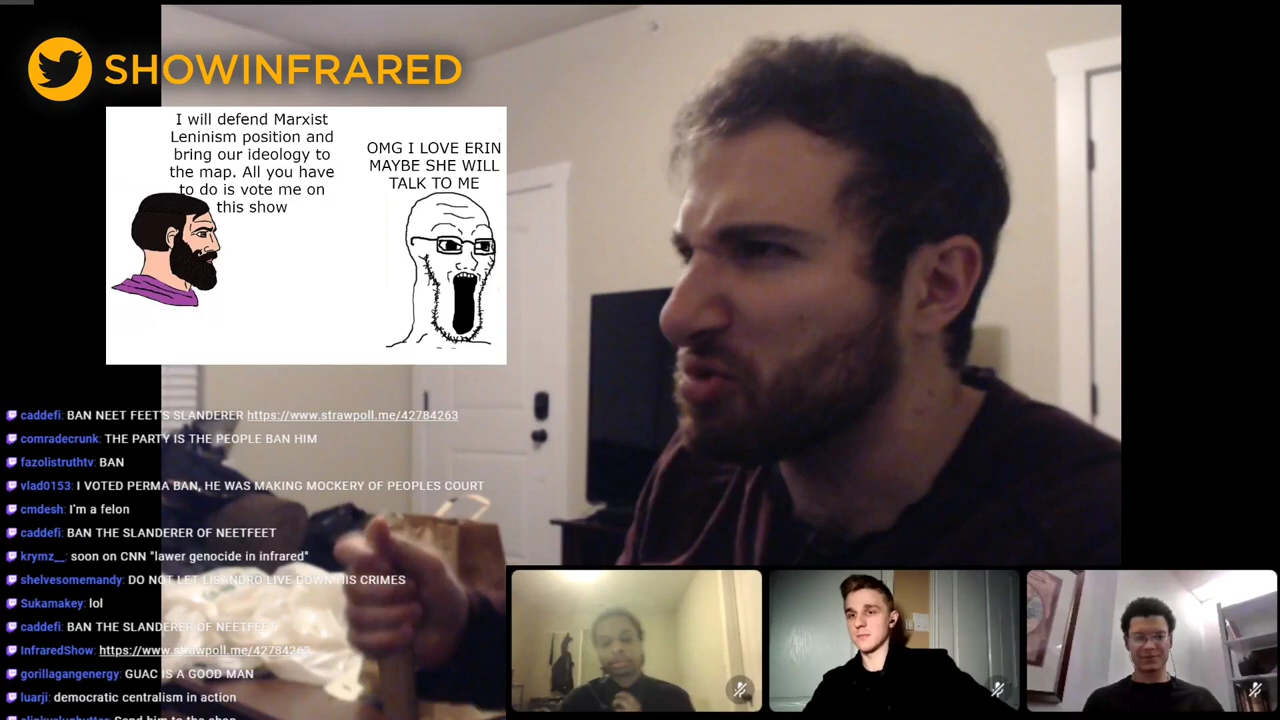 SHOWINFRARED
I will defend Marxist
Leninism position and
bring our ideology to
the map. All you have
to do is vote me on
this show
OMG I LOVE ERIN
MAYBE SHE WILL
TALK TO ME
caddefi: BAN NEET FEET'S SLANDERER https://www.strawpoll.me/42784263
comradecrunk: THE PARTY IS THE PEOPLE BAN HIM
fazolistruthtv: BAN
vlad0153: I VOTED PERMA BAN, HE WAS MAKING MOCKERY OF PEOPLES COURT
cmdesh: I'm a felon
caddefi: BAN THE SLANDERER OF NEETFEET
krymz__: soon on CNN "lawer genocide in infrared"
shelvesomemandy: DO NOT LET LISANDRO LIVE DOWN HIS CRIMES
Sukamakey: lol
caddefi: BAN THE SLANDERER OF NEETFEET
InfraredShow: https://www.strawpoll.me/42784263
gorillagangenergy: GUAC IS A GOOD MAN
luarji: democratic centralism in action